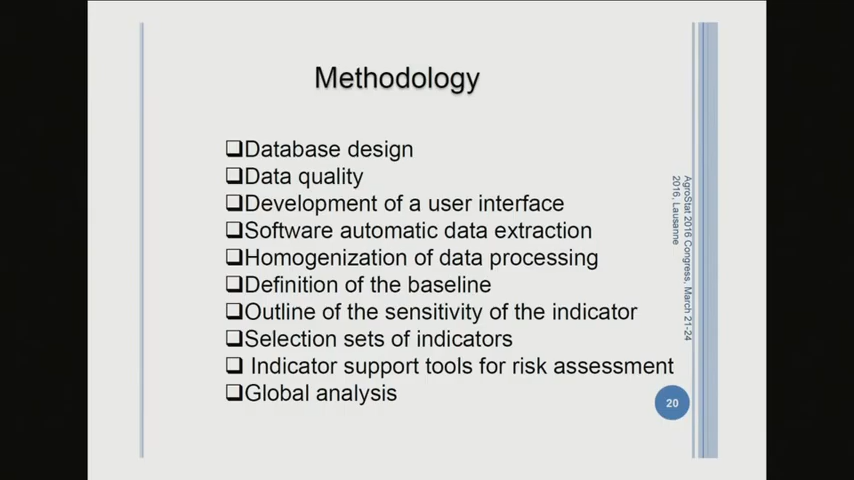 Methodology
❑Database design
❑Data quality
❑Development of a user interface
❑Software automatic data extraction
❑Homogenization of data processing
❑Definition of the baseline
❑Outline of the sensitivity of the indicator
❑Selection sets of indicators
❑ Indicator support tools for risk assessment
❑Global analysis
AgroStat 2016 Congress, March 21-24
2016, Lausanne
20